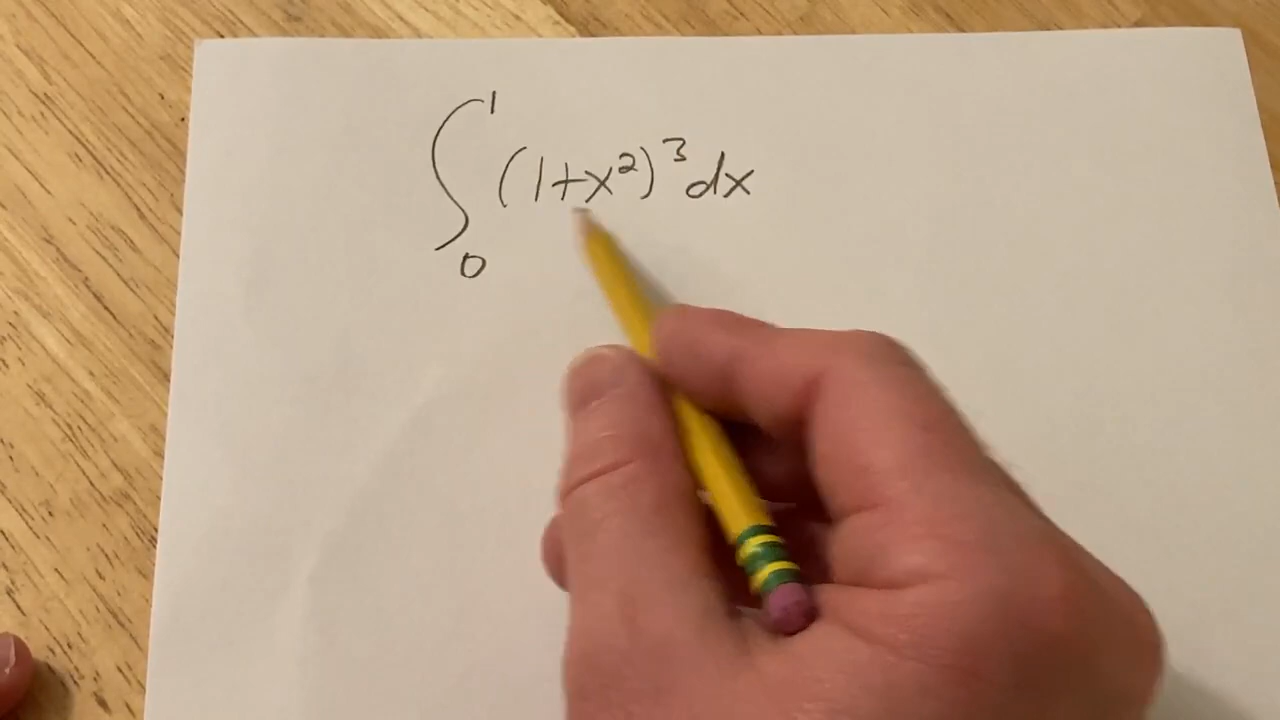 ∫₀¹ (1+x²)³ dx